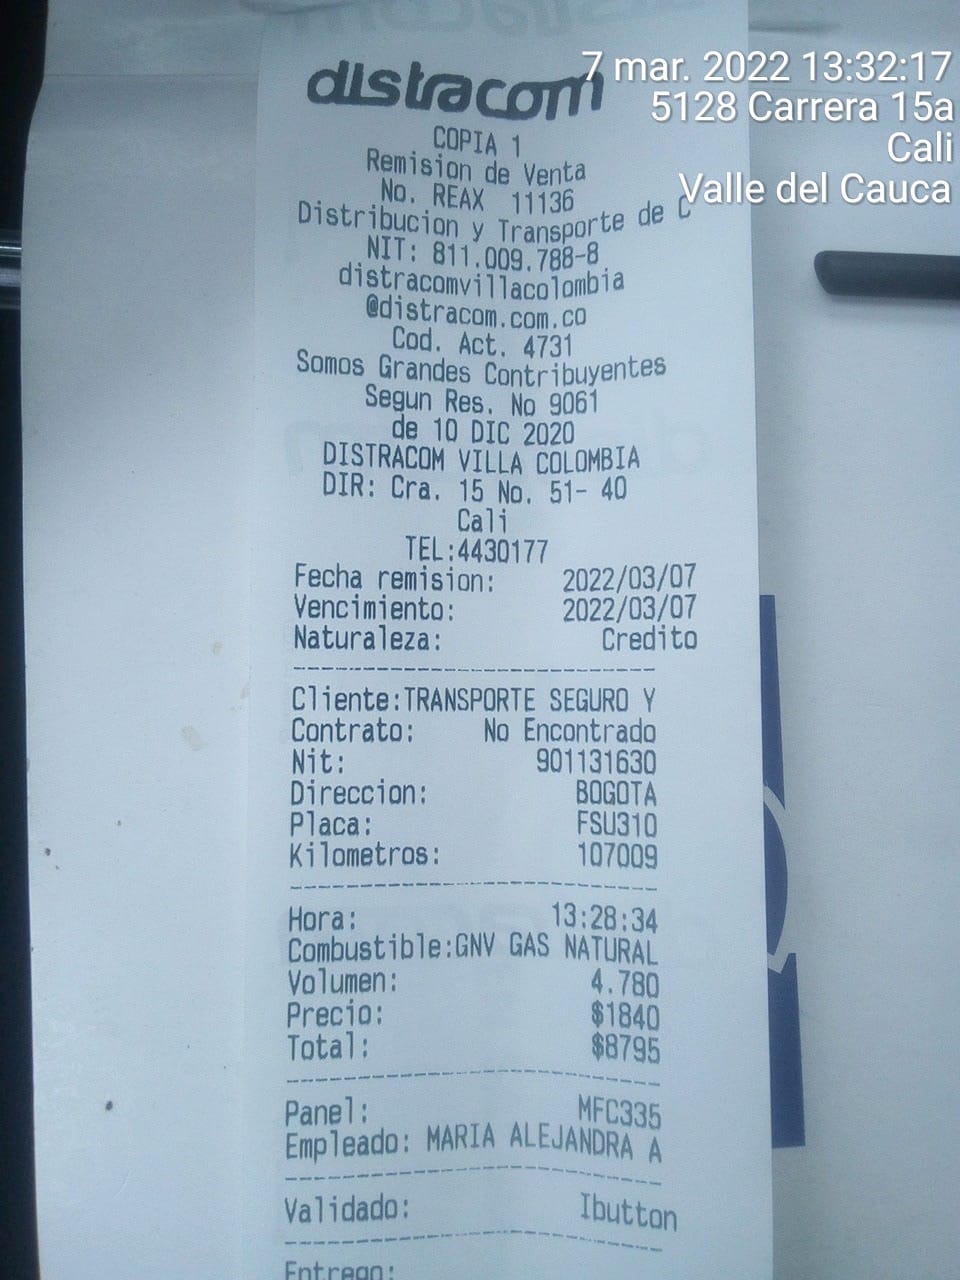 distracom
7 mar. 2022 13:32:17
5128 Carrera 15a
Cali
Valle del Cauca
COPIA 1
Remision de Venta
No. REAX 11136
Distribucion y Transporte de C
NIT: 811.009.788-8
distracomvillacolombia
@distracom.com.co
Cod. Act. 4731
Somos Grandes Contribuyentes
Segun Res. No 9061
de 10 DIC 2020
DISTRACOM VILLA COLOMBIA
DIR: Cra. 15 No. 51- 40
Cali
TEL:4430177
Fecha remision: 2022/03/07
Vencimiento: 2022/03/07
Naturaleza: Credito
Cliente:TRANSPORTE SEGURO Y
Contrato: No Encontrado
Nit: 901131630
Direccion: BOGOTA
Placa: FSU310
Kilometros: 107009
Hora: 13:28:34
Combustible:GNV GAS NATURAL
Volumen: 4.780
Precio: $1840
Total: $8795
Panel: MFC335
Empleado: MARIA ALEJANDRA A
Validado: Ibutton
Entrego: